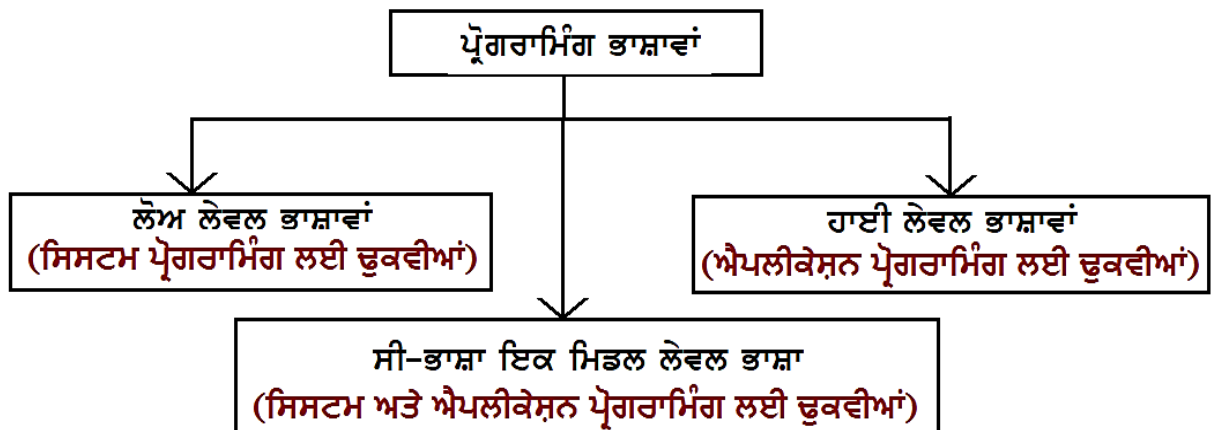 ਪ੍ਰੋਗਰਾਮਿੰਗ ਭਾਸ਼ਾਵਾਂ
ਲੋਅ ਲੇਵਲ ਭਾਸ਼ਾਵਾਂ
(ਸਿਸਟਮ ਪ੍ਰੋਗਰਾਮਿੰਗ ਲਈ ਢੁਕਵੀਆਂ)
ਹਾਈ ਲੇਵਲ ਭਾਸ਼ਾਵਾਂ
(ਐਪਲੀਕੇਸ਼ਨ ਪ੍ਰੋਗਰਾਮਿੰਗ ਲਈ ਢੁਕਵੀਆਂ)
ਸੀ-ਭਾਸ਼ਾ ਇਕ ਮਿਡਲ ਲੇਵਲ ਭਾਸ਼ਾ
(ਸਿਸਟਮ ਅਤੇ ਐਪਲੀਕੇਸ਼ਨ ਪ੍ਰੋਗਰਾਮਿੰਗ ਲਈ ਢੁਕਵੀਆਂ)